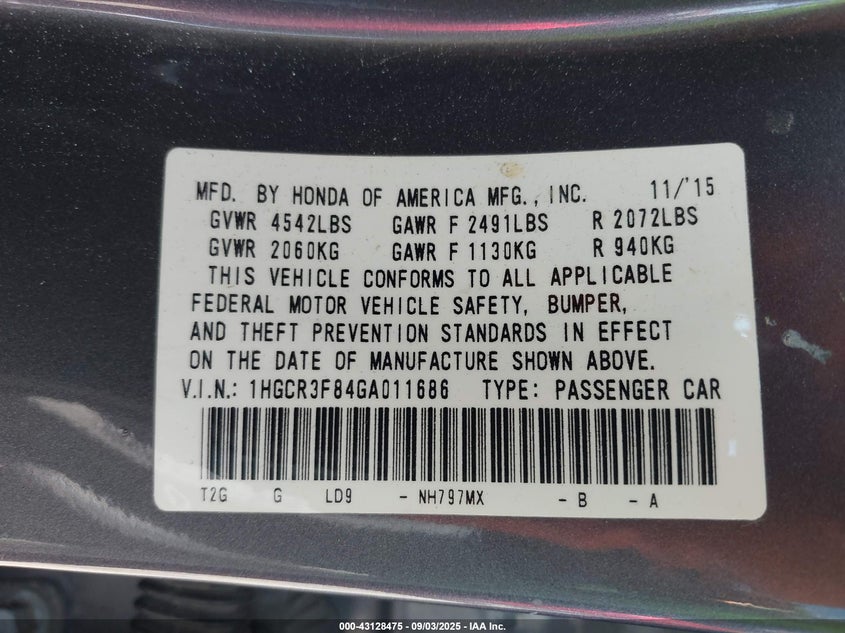 MFD. BY HONDA OF AMERICA MFG., INC. 11/'15
GVWR 4542LBS GAWR F 2491LBS R 2072LBS
GVWR 2060KG GAWR F 1130KG R 940KG
THIS VEHICLE CONFORMS TO ALL APPLICABLE
FEDERAL MOTOR VEHICLE SAFETY, BUMPER,
AND THEFT PREVENTION STANDARDS IN EFFECT
ON THE DATE OF MANUFACTURE SHOWN ABOVE.
V.I.N.: 1HGCR3F84GA011686 TYPE: PASSENGER CAR
T2G G LD9 - NH797MX - B - A
000-43128475 - 09/03/2025 - IAA Inc.